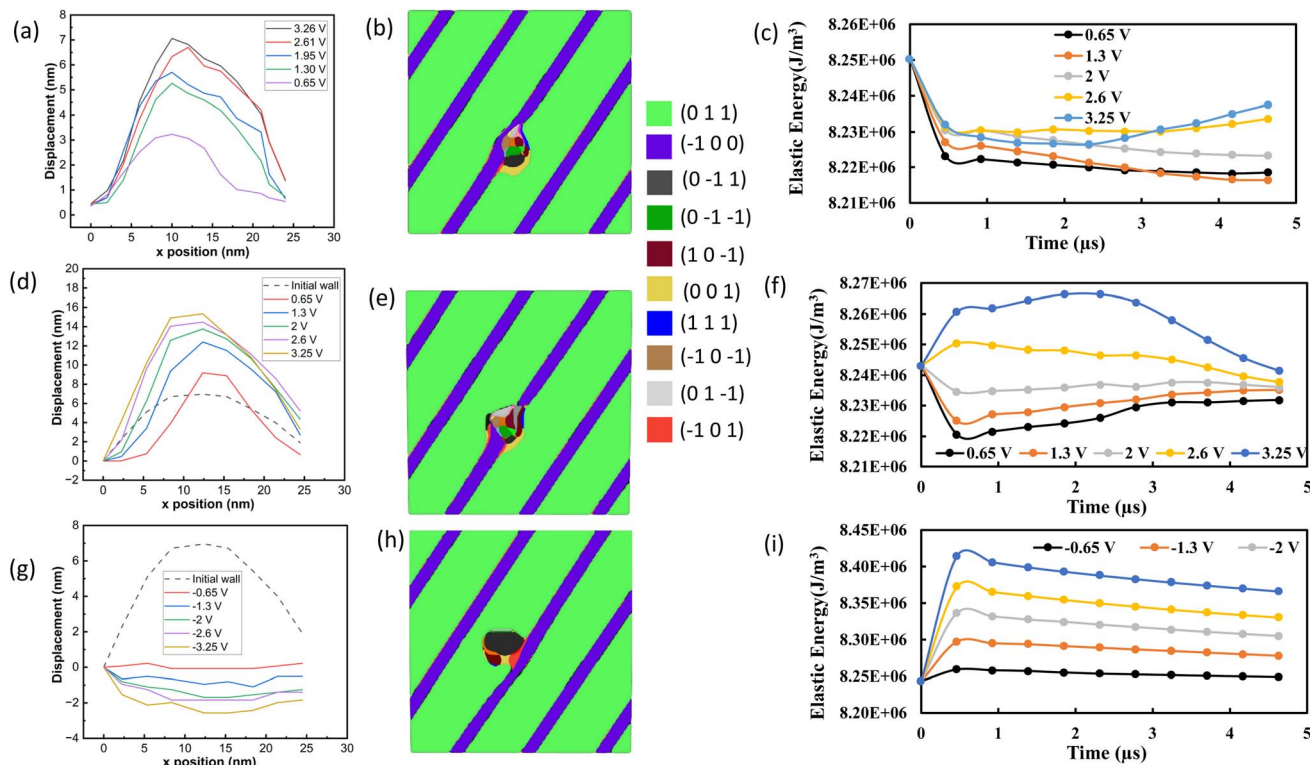 (a)
Displacement (nm)
8
7
6
5
4
3
2
1
0
0 5 10 15 20 25 30
x position (nm)
3.26 V
2.61 V
1.95 V
1.30 V
0.65 V
(b)
(0 1 1)
(-1 0 0)
(0 -1 1)
(0 -1 -1)
(1 0 -1)
(0 0 1)
(1 1 1)
(-1 0 -1)
(0 1 -1)
(-1 0 1)
(c)
Elastic Energy(J/m³)
8.26E+06
8.25E+06
8.24E+06
8.23E+06
8.22E+06
8.21E+06
0 1 2 3 4 5
Time (μs)
0.65 V
1.3 V
2 V
2.6 V
3.25 V
(d)
Displacement (nm)
20
18
16
14
12
10
8
6
4
2
0
−2
0 5 10 15 20 25 30
x position (nm)
Initial wall
0.65 V
1.3 V
2 V
2.6 V
3.25 V
(e)
(f)
Elastic Energy(J/m³)
8.27E+06
8.26E+06
8.25E+06
8.24E+06
8.23E+06
8.22E+06
8.21E+06
0.65 V 1.3 V 2 V 2.6 V 3.25 V
0 1 2 3 4 5
Time (μs)
(g)
Displacement (nm)
8
6
4
2
0
−2
−4
0 5 10 15 20 25 30
x position (nm)
Initial wall
-0.65 V
-1.3 V
-2 V
-2.6 V
-3.25 V
(h)
(i)
Elastic Energy(J/m³)
8.45E+06
8.40E+06
8.35E+06
8.30E+06
8.25E+06
8.20E+06
-0.65 V -1.3 V -2 V
0 1 2 3 4 5
Time (μs)